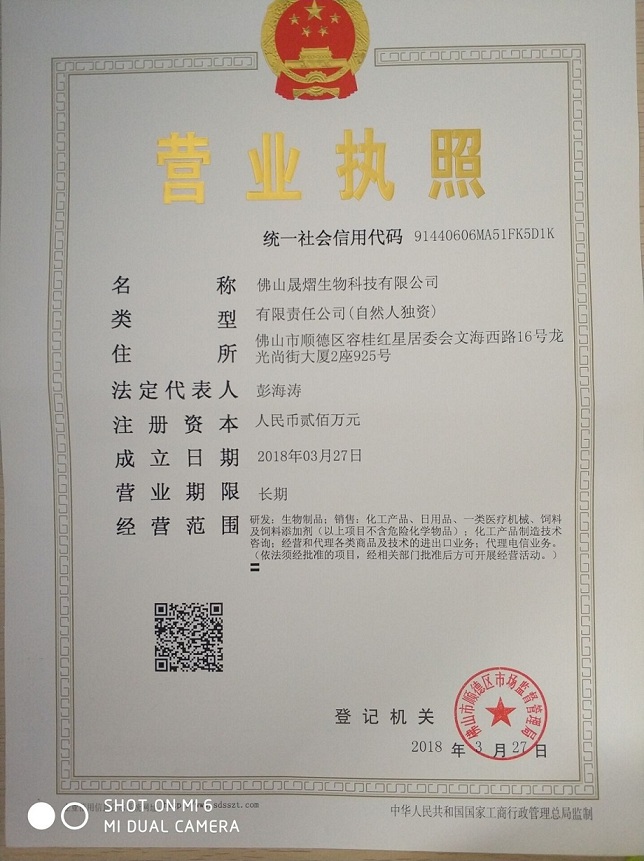 营业执照
统一社会信用代码 91440606MA51FK5D1K
名称 佛山晟熠生物科技有限公司
类型 有限责任公司(自然人独资)
住所 佛山市顺德区容桂红星居委会文海西路16号龙
光尚街大厦2座925号
法定代表人 彭海涛
注册资本 人民币贰佰万元
成立日期 2018年03月27日
营业期限 长期
经营范围 研发：生物制品；销售：化工产品、日用品、一类医疗机械、饲料
及饲料添加剂（以上项目不含危险化学物品）；化工产品制造技术
咨询；经营和代理各类商品及技术的进出口业务；代理电信业务。
（依法须经批准的项目，经相关部门批准后方可开展经营活动。）
登记机关
佛山市顺德区市场监督管理局
2018 年 3 月 27 日
sdsszt.com
中华人民共和国国家工商行政管理总局监制
SHOT ON MI 6
MI DUAL CAMERA